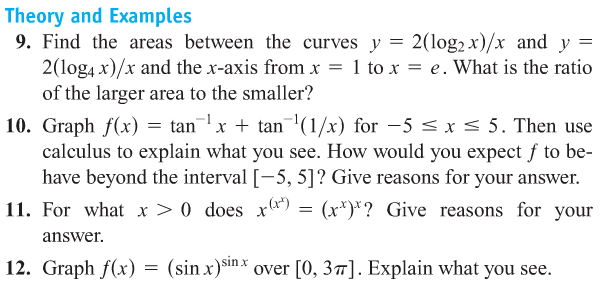 Theory and Examples
9. Find the areas between the curves y = 2(log₂ x)/x and y =
2(log₄ x)/x and the x-axis from x = 1 to x = e. What is the ratio
of the larger area to the smaller?
10. Graph f(x) = tan⁻¹ x + tan⁻¹(1/x) for −5 ≤ x ≤ 5. Then use
calculus to explain what you see. How would you expect f to be-
have beyond the interval [−5, 5]? Give reasons for your answer.
11. For what x > 0 does x^(x^x) = (x^x)^x? Give reasons for your
answer.
12. Graph f(x) = (sin x)^(sin x) over [0, 3π]. Explain what you see.